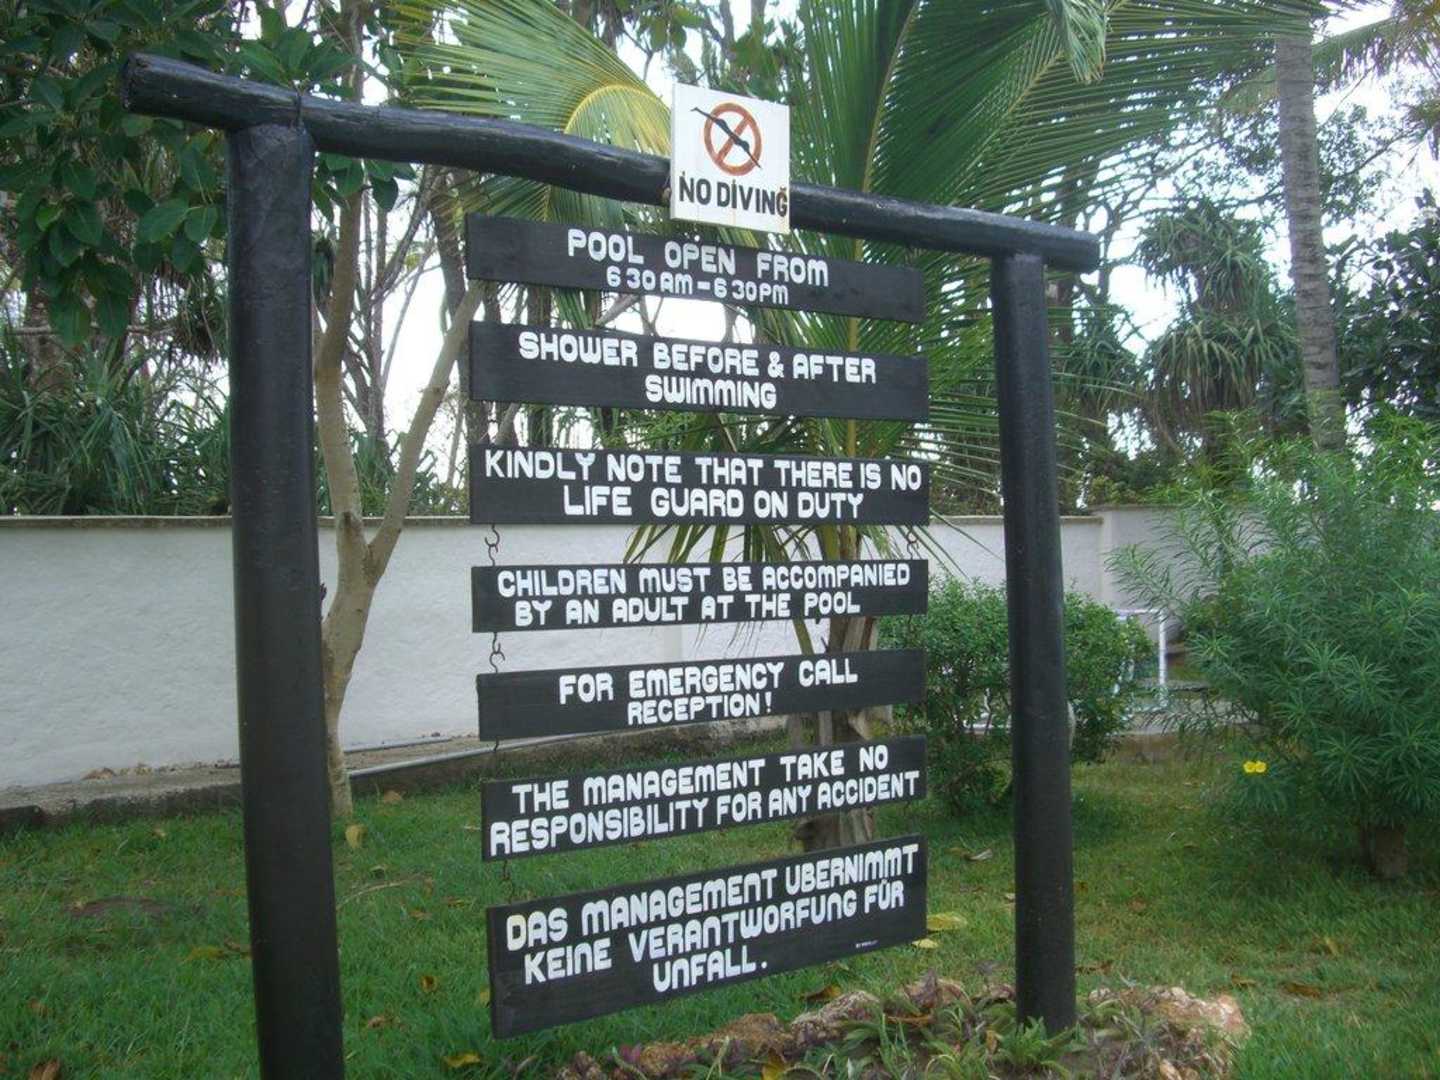 NO DIVING
POOL OPEN FROM
6 30 AM - 6 30 PM
SHOWER BEFORE & AFTER
SWIMMING
KINDLY NOTE THAT THERE IS NO
LIFE GUARD ON DUTY
CHILDREN MUST BE ACCOMPANIED
BY AN ADULT AT THE POOL
FOR EMERGENCY CALL
RECEPTION!
THE MANAGEMENT TAKE NO
RESPONSIBILITY FOR ANY ACCIDENT
DAS MANAGEMENT UBERNIMMT
KEINE VERANTWORFUNG FÜR
UNFALL.